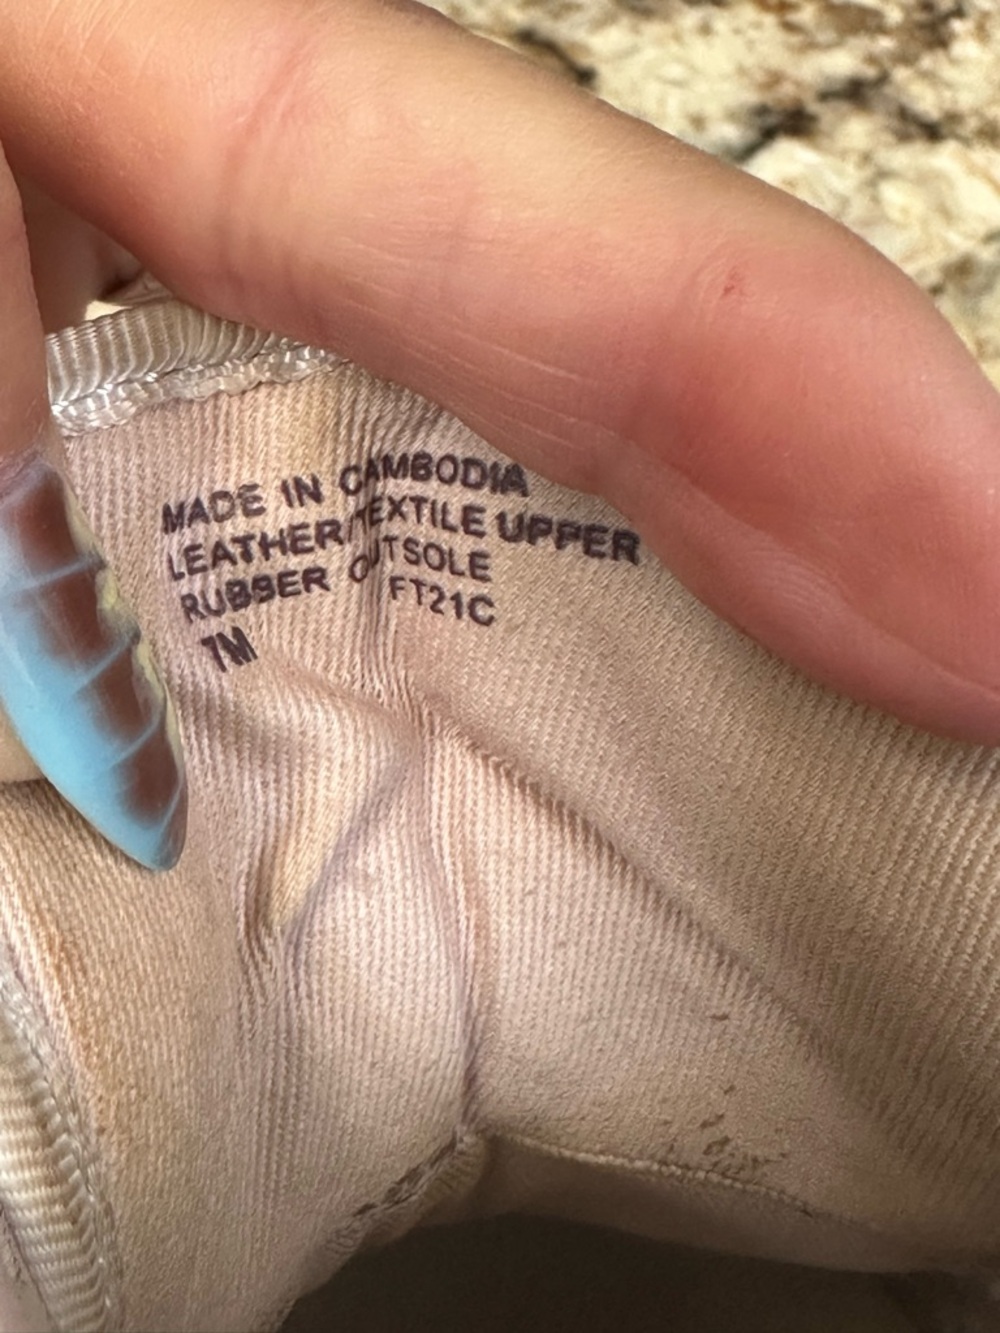 MADE IN CAMBODIA
LEATHER/TEXTILE UPPER
RUBBER OUTSOLE
FT21C
7M